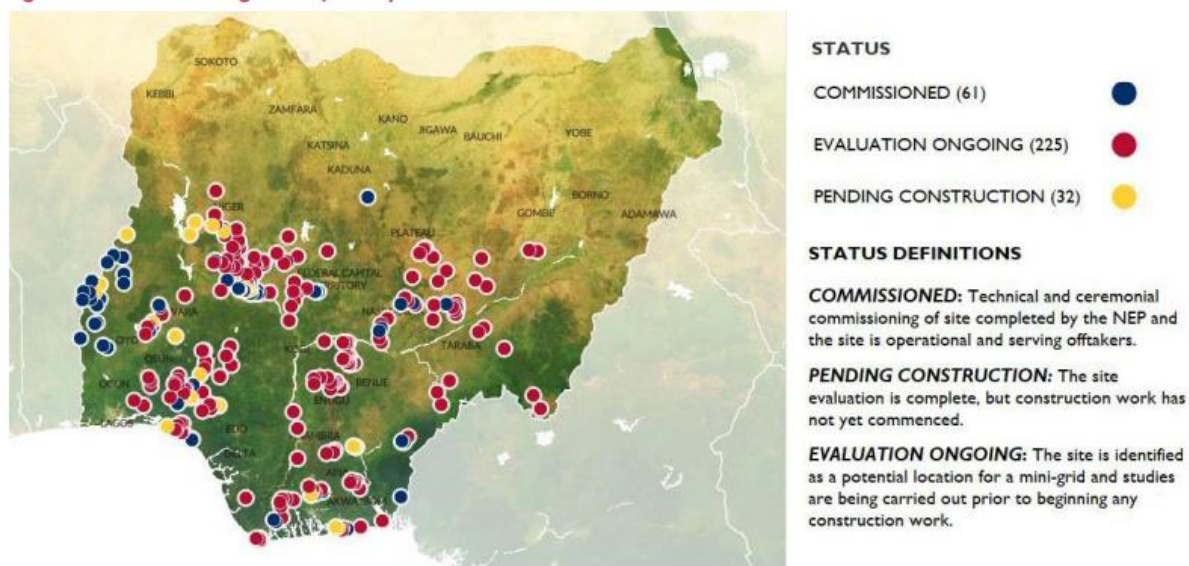 SOKOTO
KEBBI
ZAMFARA
KANO
JIGAWA
BAUCHI
YOBE
KATSINA
KADUNA
BORNO
GOMBE
ADAMAWA
PLATEAU
FEDERAL CAPITAL
TARABA
OSUN
BENUE
ENUGU
LAGOS
EDO
DELTA
STATUS
COMMISSIONED (61)
EVALUATION ONGOING (225)
PENDING CONSTRUCTION (32)
STATUS DEFINITIONS
COMMISSIONED: Technical and ceremonial
commissioning of site completed by the NEP and
the site is operational and serving offtakers.
PENDING CONSTRUCTION: The site
evaluation is complete, but construction work has
not yet commenced.
EVALUATION ONGOING: The site is identified
as a potential location for a mini-grid and studies
are being carried out prior to beginning any
construction work.